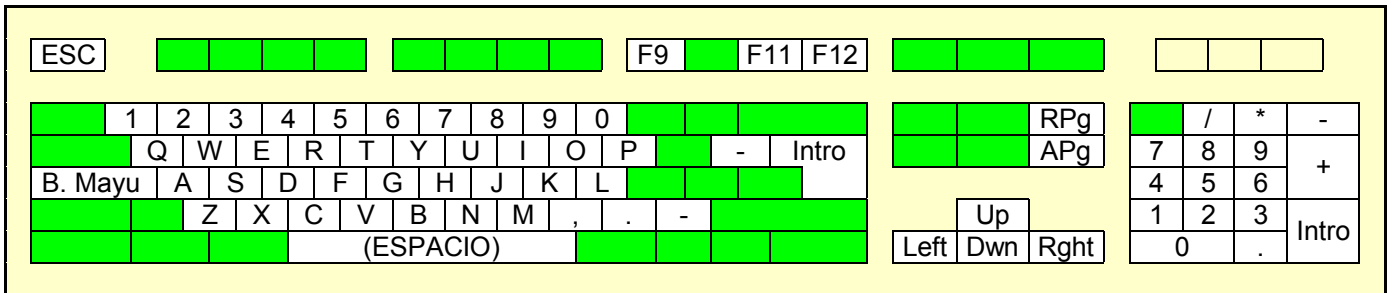 ESC F9 F11 F12
1 2 3 4 5 6 7 8 9 0 RPg / * -
Q W E R T Y U I O P - Intro APg 7 8 9 +
B. Mayu A S D F G H J K L 4 5 6
Z X C V B N M , . - Up 1 2 3 Intro
(ESPACIO) Left Dwn Rght 0 .